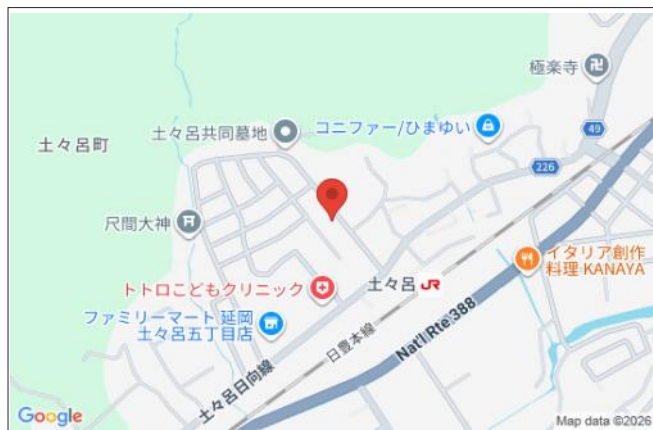 極楽寺
コニファー/ひまゆい
土々呂共同墓地
49
土々呂町
226
尺間大神
イタリア創作
料理 KANAYA
トトロこどもクリニック
土々呂 JR
ファミリーマート 延岡
土々呂五丁目店
Nat'l Rte 388
日豊本線
土々呂日向線
Google
Map data ©2026